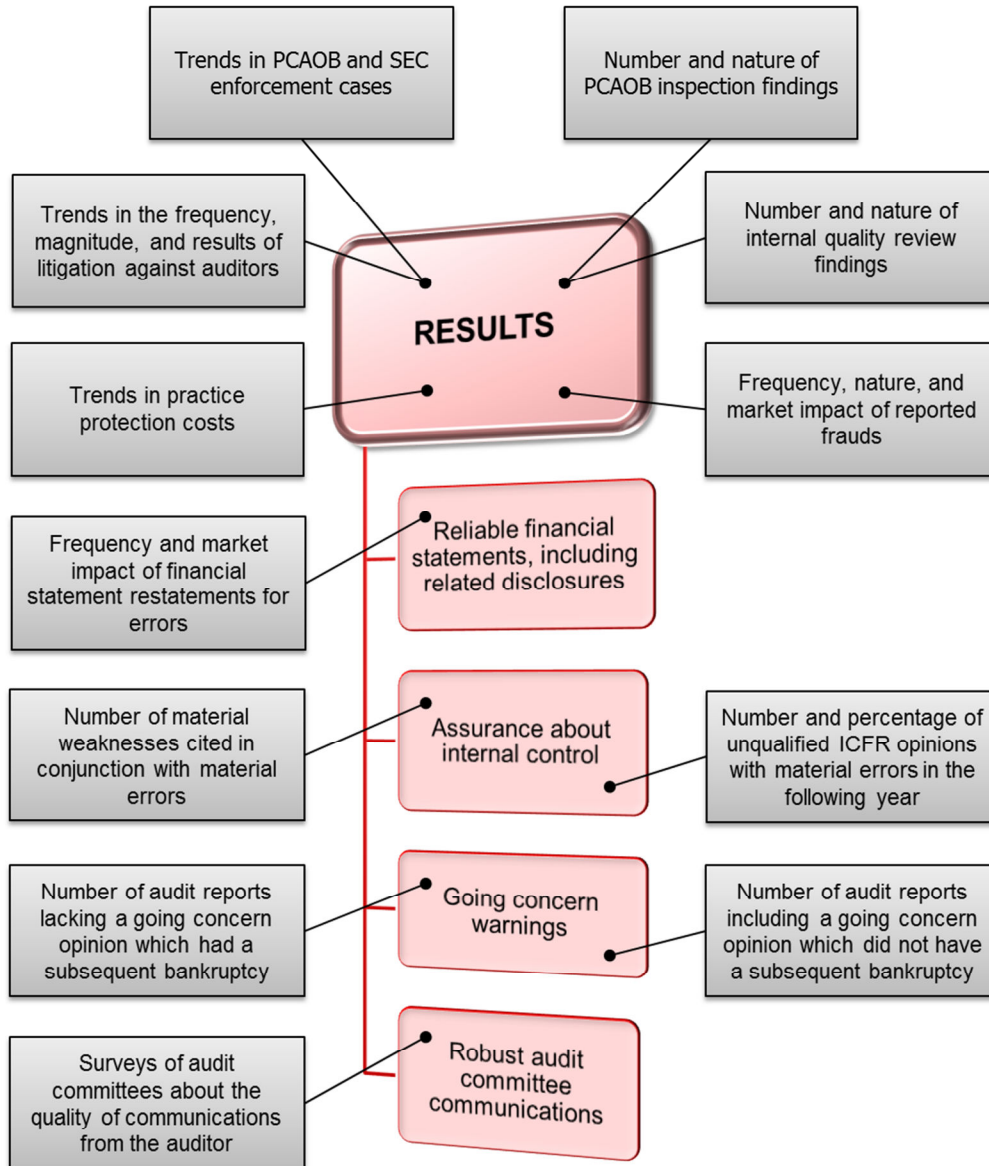 Trends in PCAOB and SEC
enforcement cases
Number and nature of
PCAOB inspection findings
Trends in the frequency,
magnitude, and results of
litigation against auditors
Number and nature of
internal quality review
findings
RESULTS
Trends in practice
protection costs
Frequency, nature, and
market impact of reported
frauds
Frequency and market
impact of financial
statement restatements for
errors
Reliable financial
statements, including
related disclosures
Number of material
weaknesses cited in
conjunction with material
errors
Assurance about
internal control
Number and percentage of
unqualified ICFR opinions
with material errors in the
following year
Number of audit reports
lacking a going concern
opinion which had a
subsequent bankruptcy
Going concern
warnings
Number of audit reports
including a going concern
opinion which did not have
a subsequent bankruptcy
Surveys of audit
committees about the
quality of communications
from the auditor
Robust audit
committee
communications